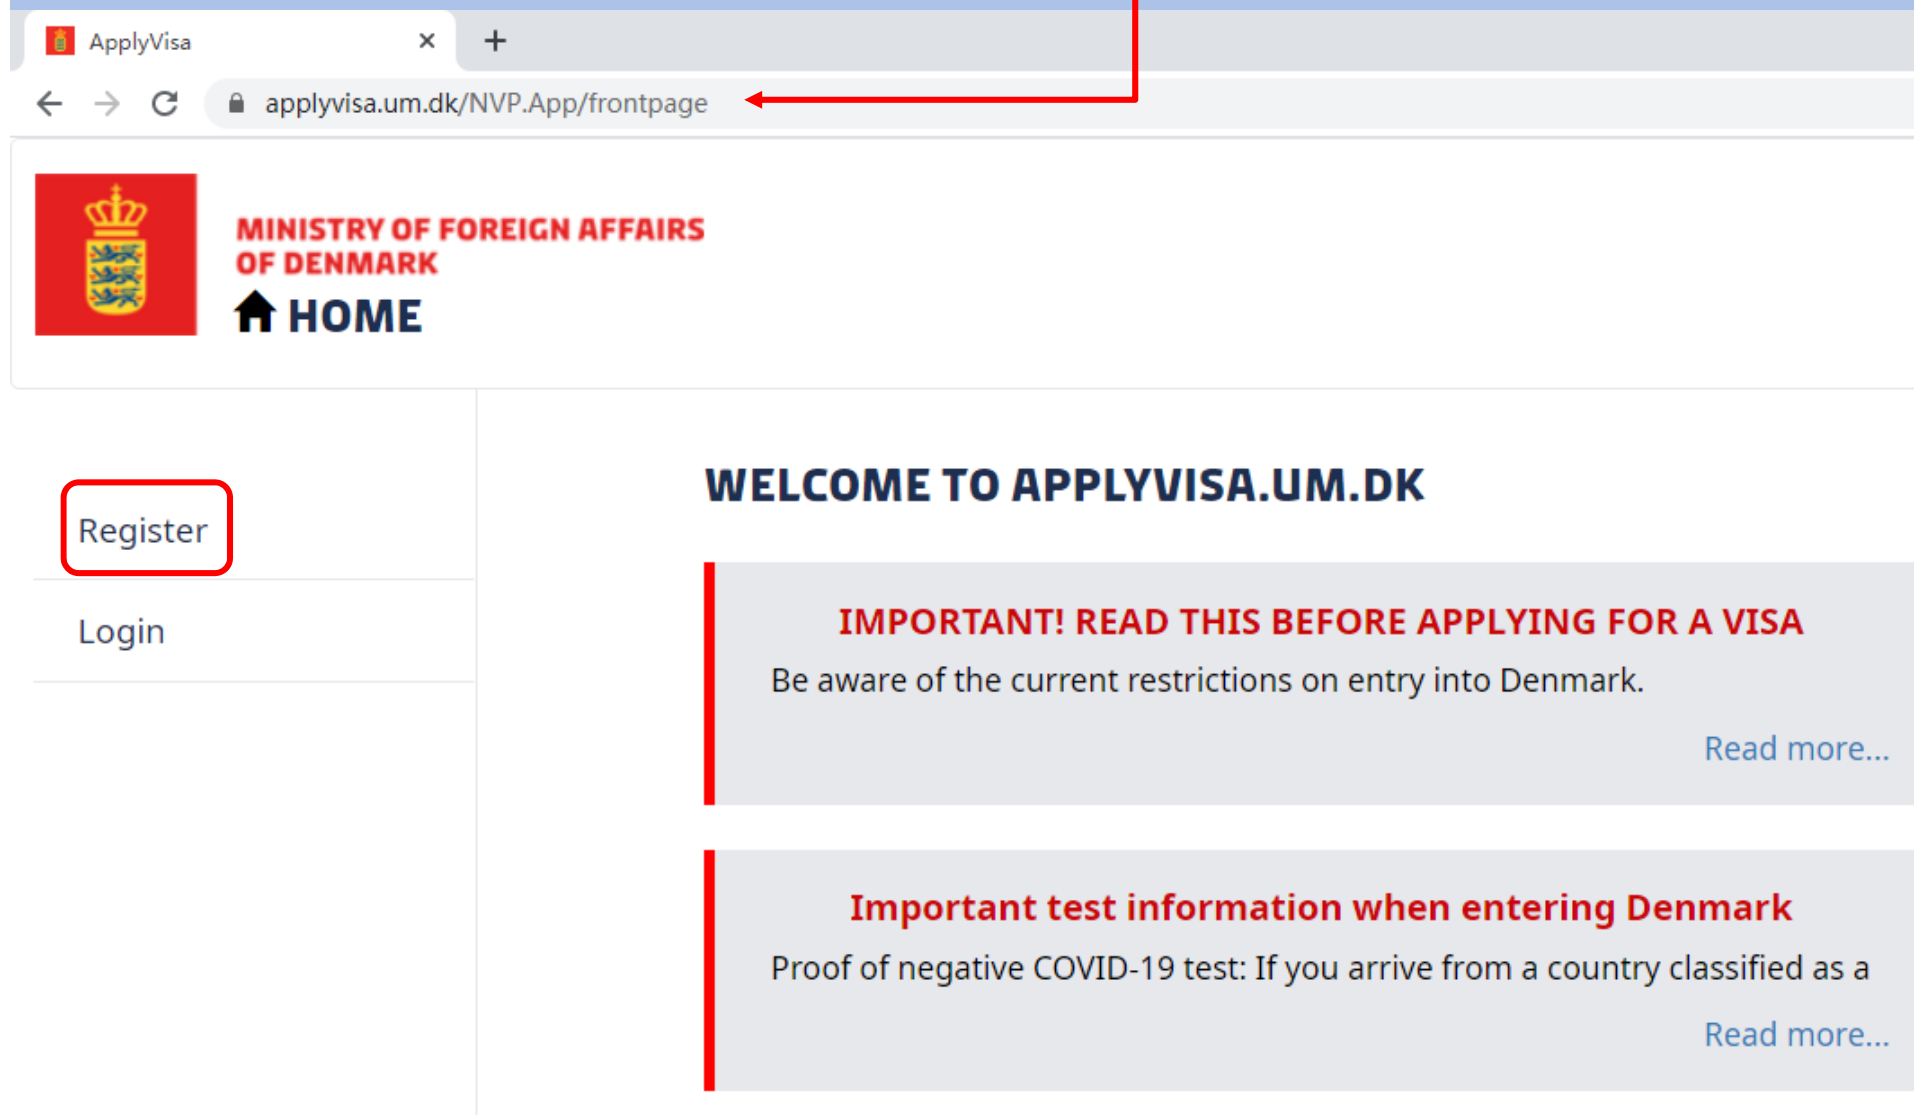 ApplyVisa
applyvisa.um.dk/NVP.App/frontpage
MINISTRY OF FOREIGN AFFAIRS
OF DENMARK
HOME
Register
Login
WELCOME TO APPLYVISA.UM.DK
IMPORTANT! READ THIS BEFORE APPLYING FOR A VISA
Be aware of the current restrictions on entry into Denmark.
Read more...
Important test information when entering Denmark
Proof of negative COVID-19 test: If you arrive from a country classified as a
Read more...